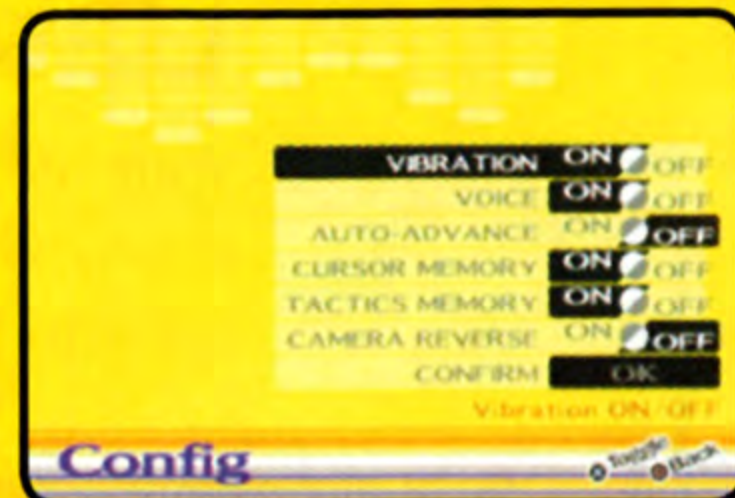 VIBRATION ON OFF
VOICE ON OFF
AUTO-ADVANCE ON OFF
CURSOR MEMORY ON OFF
TACTICS MEMORY ON OFF
CAMERA REVERSE ON OFF
CONFIRM OK
Vibration ON/OFF
Config
Toggle
Back